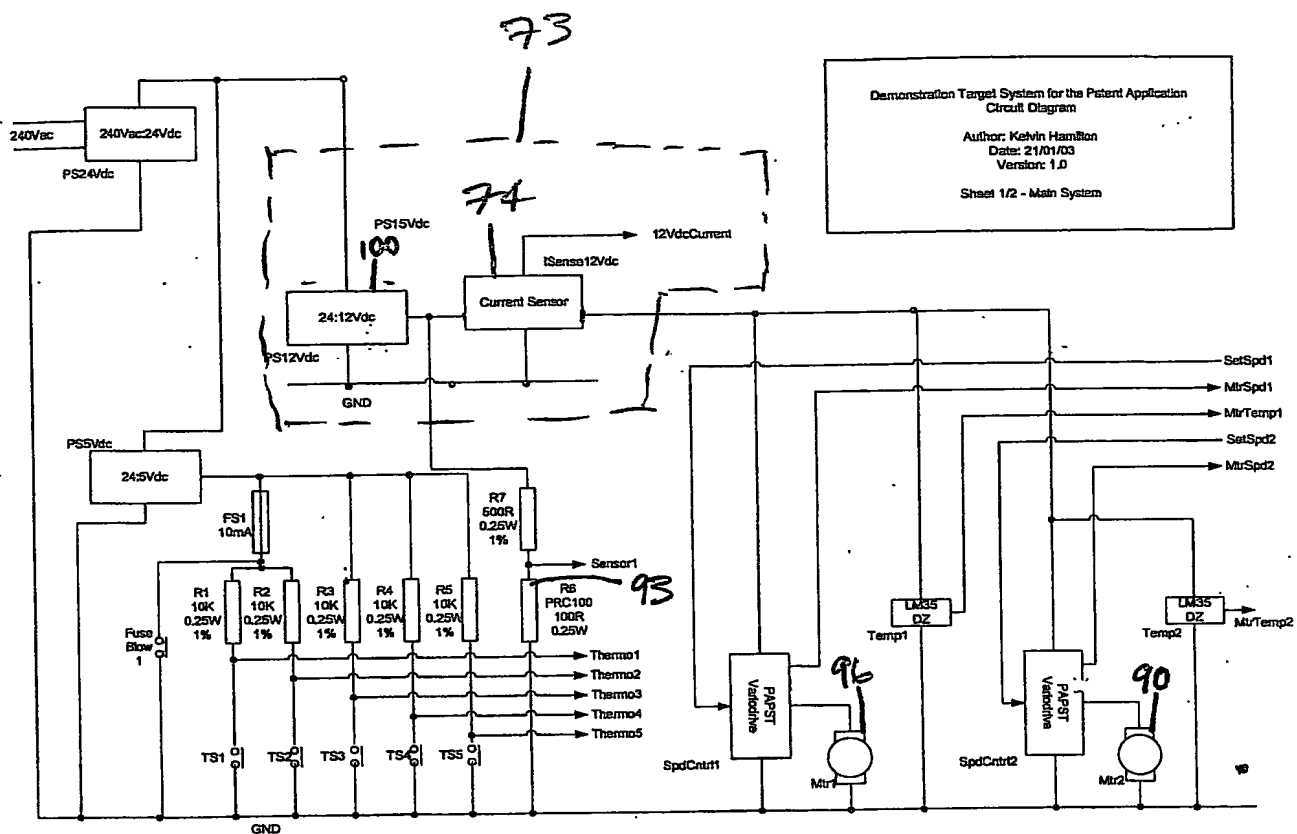 73
Demonstration Target System for the Patent Application
Circuit Diagram
Author: Kelvin Hamilton
Date: 21/01/03
Version: 1.0
Sheet 1/2 - Main System
240Vac
240Vac:24Vdc
PS24Vdc
74
PS15Vdc
100
12VdcCurrent
ISenso12Vdc
Current Sensor
24:12Vdc
PS12Vdc
GND
SetSpd1
MtrSpd1
MtrTemp1
SetSpd2
MtrSpd2
PS5Vdc
24:5Vdc
FS1
10mA
R7
500R
0.25W
1%
Sensor1
93
R1
10K
0.25W
1%
R2
10K
0.25W
1%
R3
10K
0.25W
1%
R4
10K
0.25W
1%
R5
10K
0.25W
1%
R6
PRC100
100R
0.25W
Fuse
Blow
1
Thermo1
Thermo2
Thermo3
Thermo4
Thermo5
TS1
TS2
TS3
TS4
TS5
LM35
DZ
Temp1
LM35
DZ
Temp2
MtrTemp2
PAPST
Variodrive
SpdCntrl1
96
Mtr1
PAPST
Variodrive
SpdCntrl2
90
Mtr2
GND